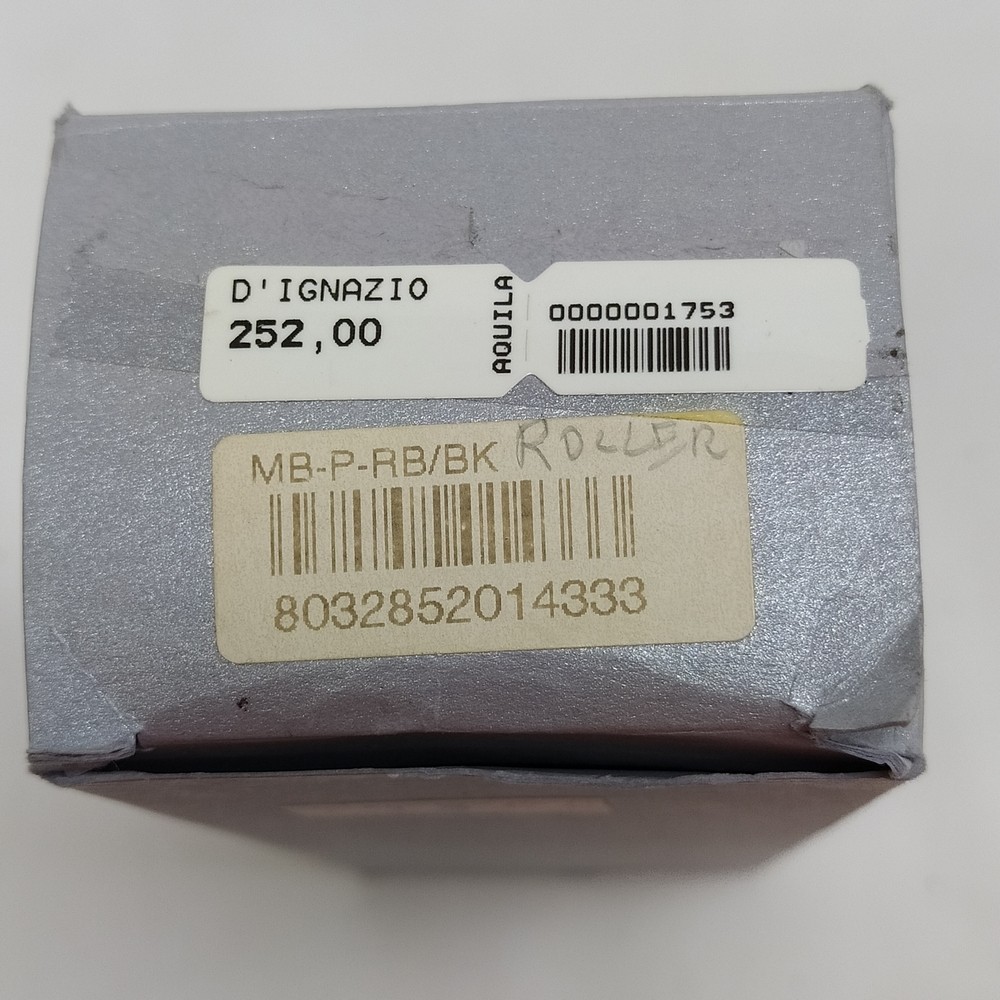 D'IGNAZIO
252,00
AQUILA
0000001753
MB-P-RB/BK ROLLER
8032852014333